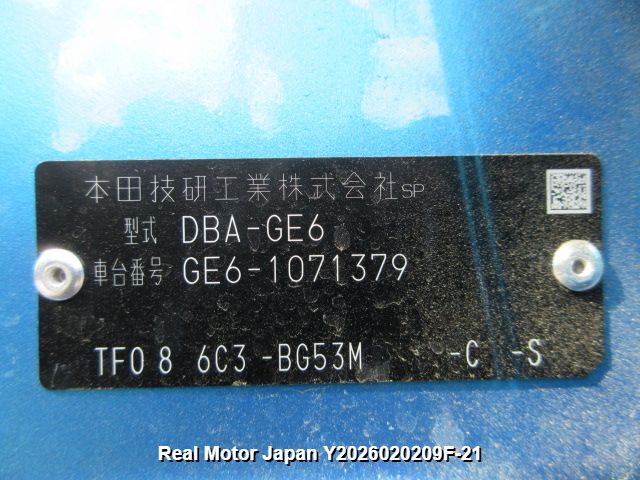 本田技研工業株式会社SP
型式 DBA-GE6
車台番号 GE6-1071379
TF0 8 6C3 -BG53M -C -S
Real Motor Japan Y2026020209F-21